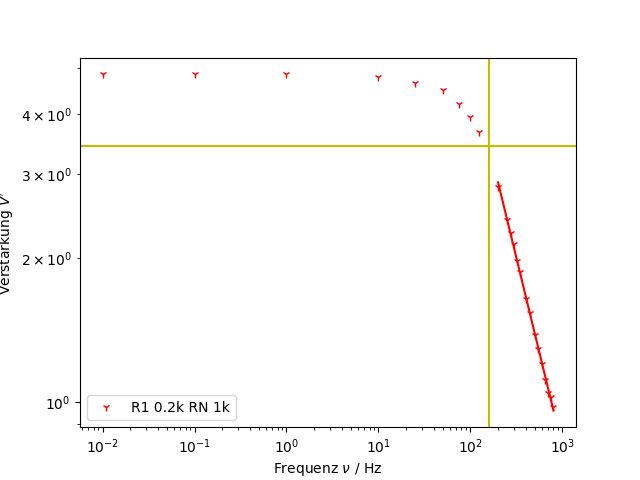 Verstärkung V'
4 × 10⁰
3 × 10⁰
2 × 10⁰
10⁰
R1 0.2k RN 1k
10⁻² 10⁻¹ 10⁰ 10¹ 10² 10³
Frequenz ν / Hz